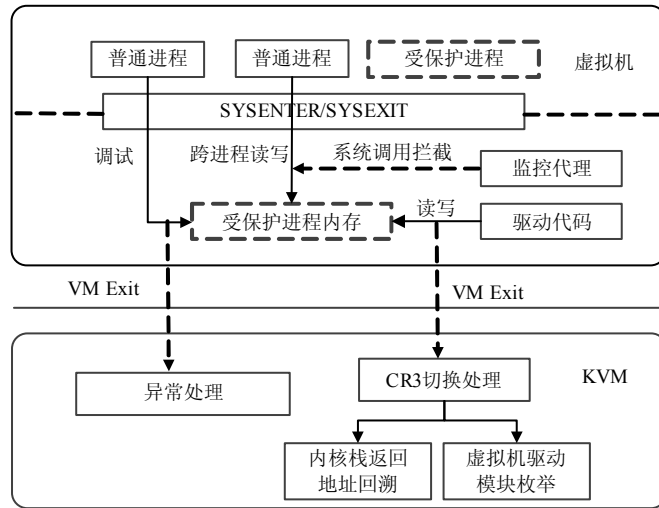 普通进程
普通进程
受保护进程
虚拟机
SYSENTER/SYSEXIT
调试
跨进程读写
系统调用拦截
监控代理
受保护进程内存
读写
驱动代码
VM Exit
VM Exit
异常处理
CR3切换处理
KVM
内核栈返回
地址回溯
虚拟机驱动
模块枚举